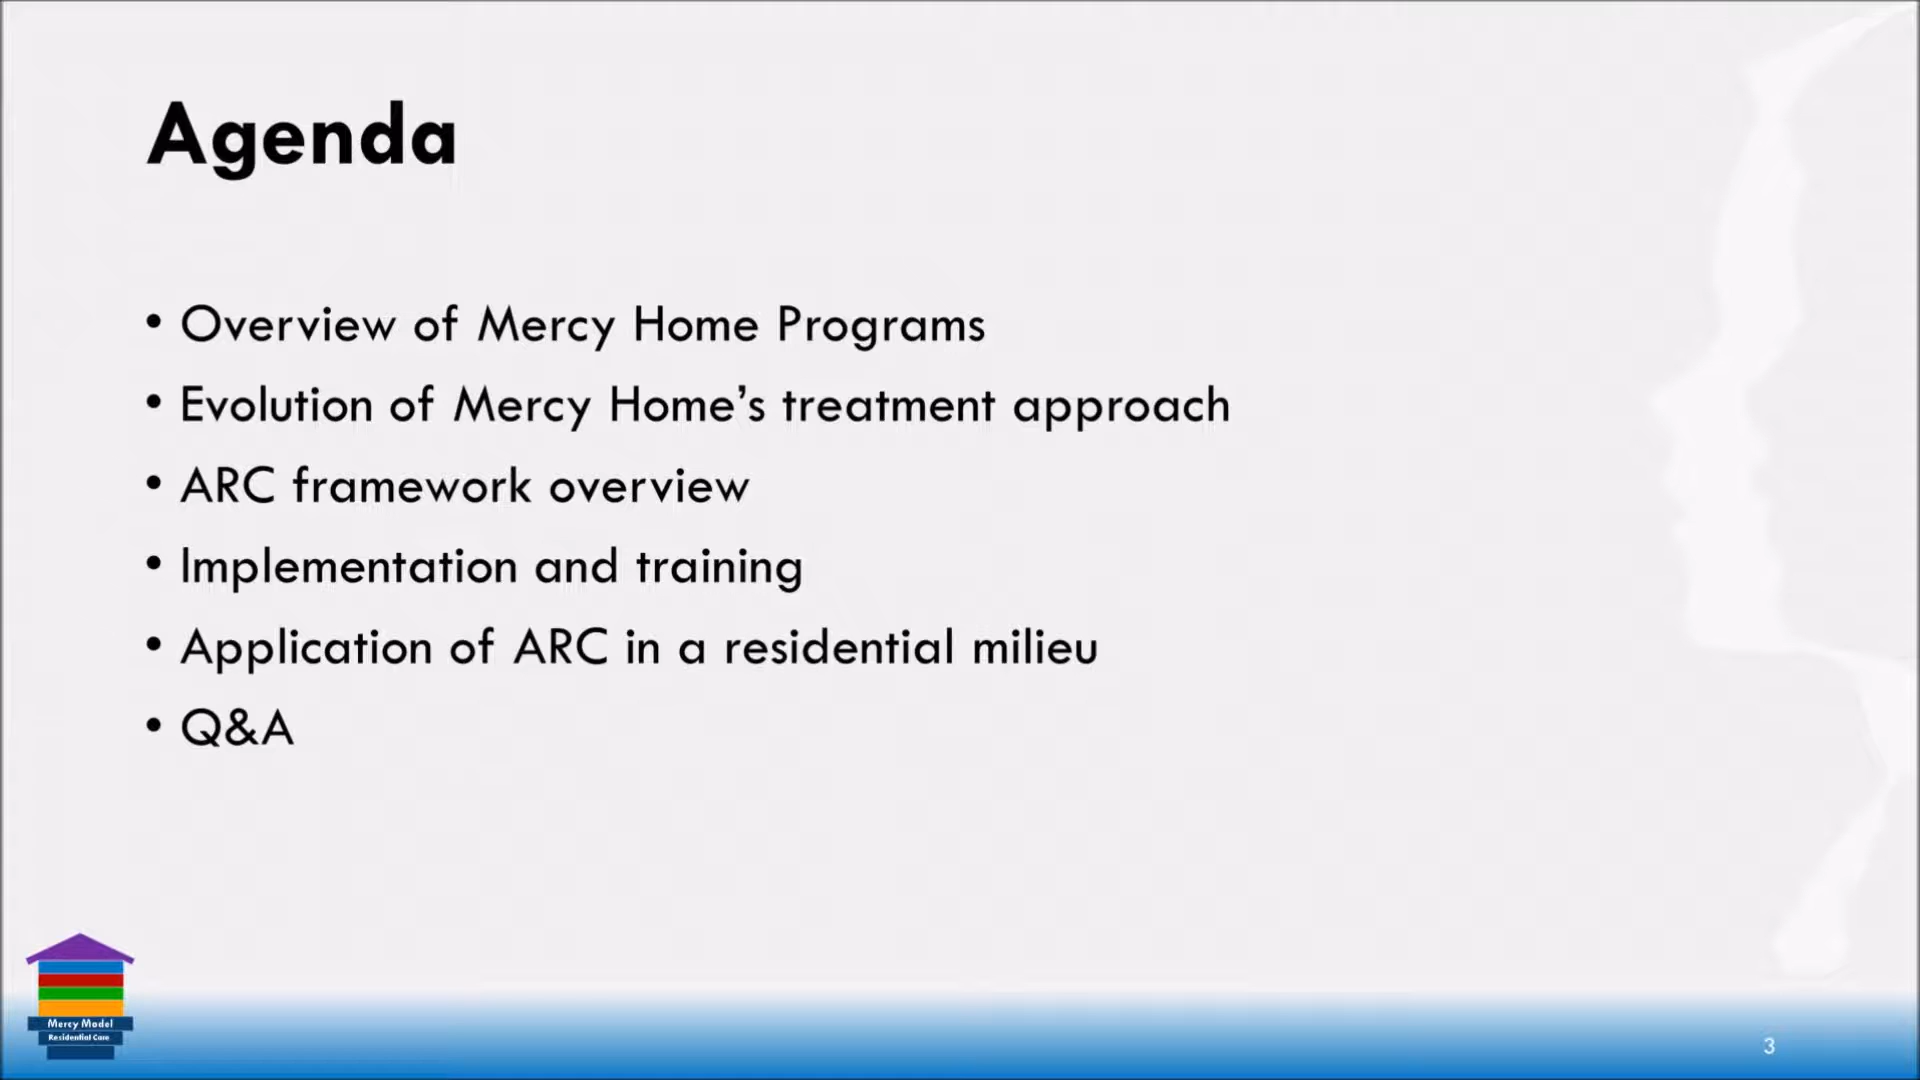 Agenda
• Overview of Mercy Home Programs
• Evolution of Mercy Home’s treatment approach
• ARC framework overview
• Implementation and training
• Application of ARC in a residential milieu
• Q&A
Mercy Model
Residential Care
3